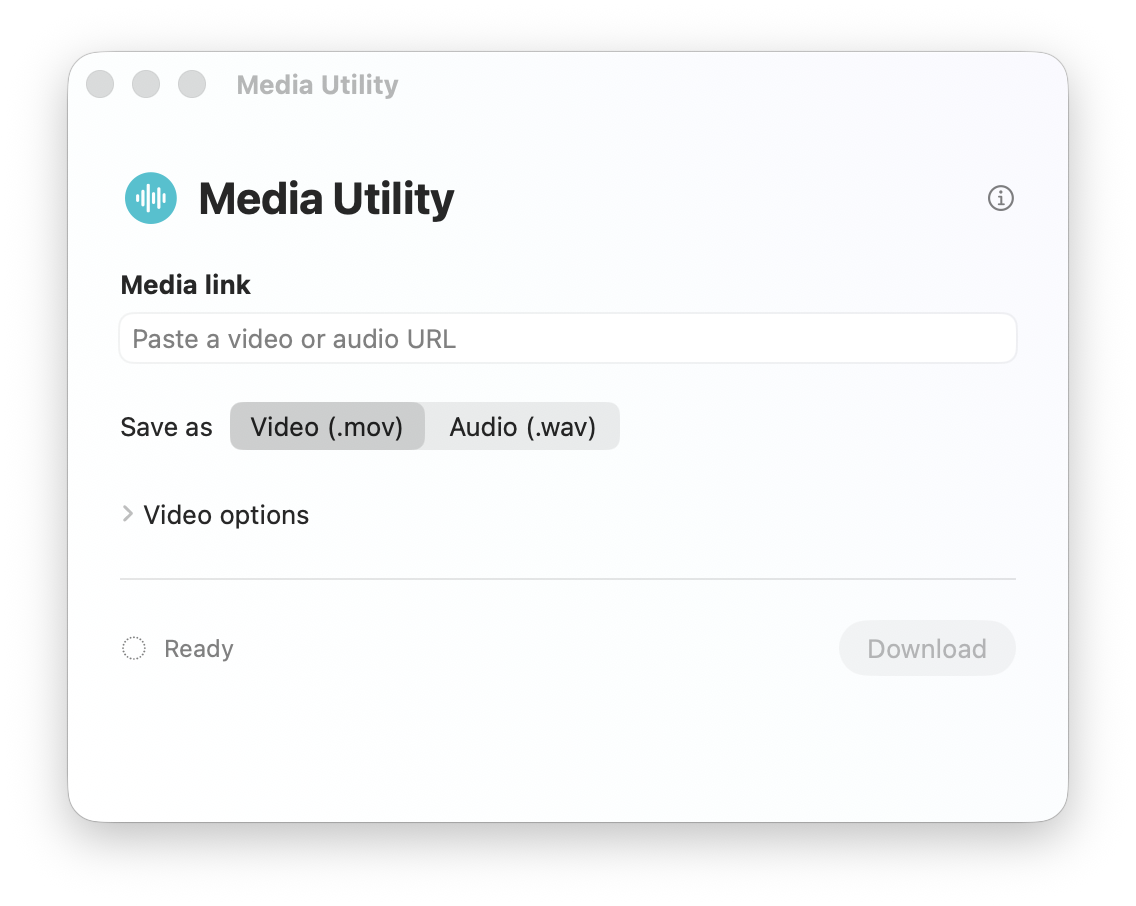 Media Utility
Media Utility
Media link
Paste a video or audio URL
Save as Video (.mov) Audio (.wav)
Video options
Ready Download